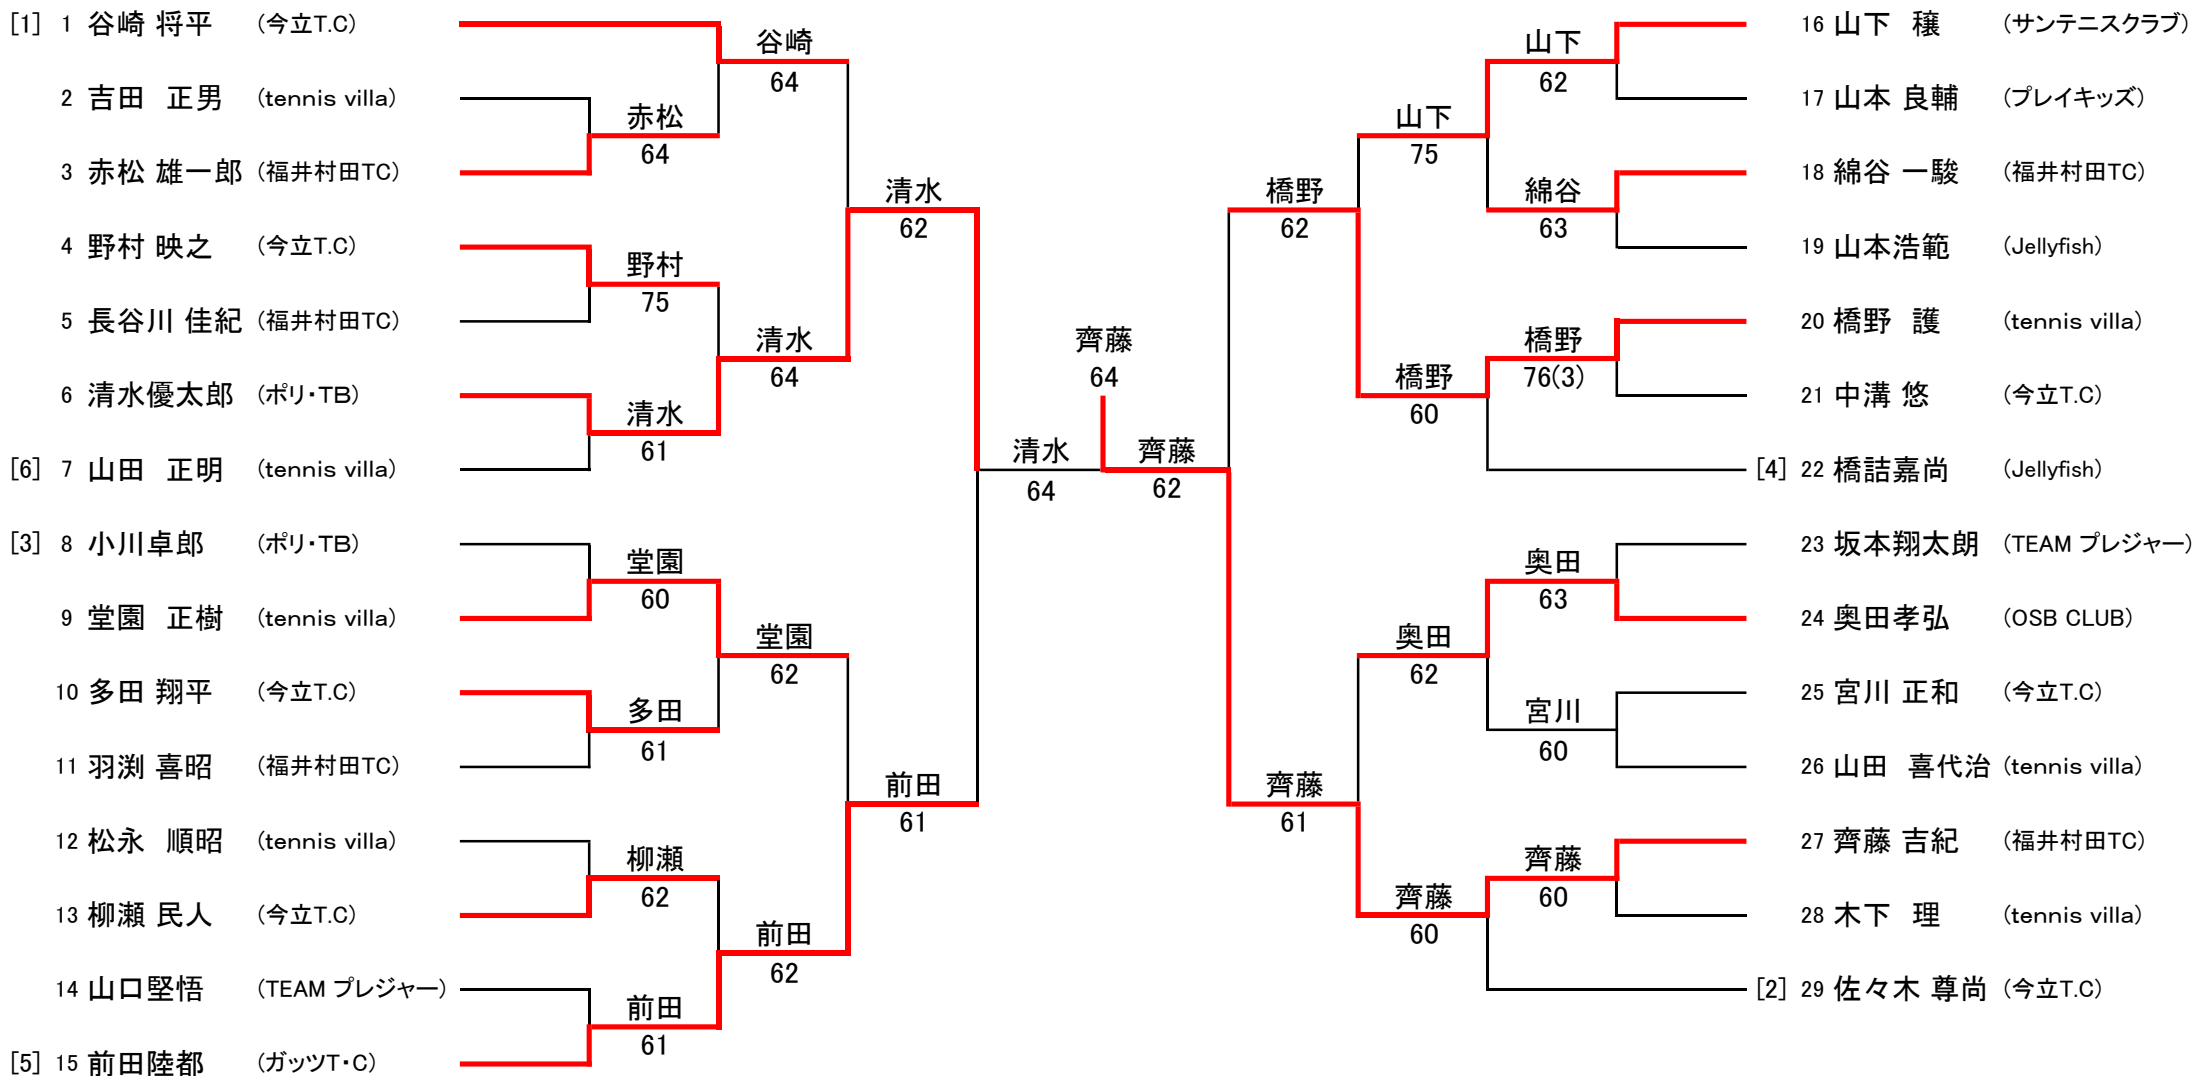 [1] 1 谷崎 将平 (今立T.C)
2 吉田 正男 (tennis villa)
3 赤松 雄一郎 (福井村田TC)
4 野村 映之 (今立T.C)
5 長谷川 佳紀 (福井村田TC)
6 清水優太郎 (ポリ・TB)
[6] 7 山田 正明 (tennis villa)
[3] 8 小川卓郎 (ポリ・TB)
9 堂園 正樹 (tennis villa)
10 多田 翔平 (今立T.C)
11 羽渕 喜昭 (福井村田TC)
12 松永 順昭 (tennis villa)
13 柳瀬 民人 (今立T.C)
14 山口堅悟 (TEAM プレジャー)
[5] 15 前田陸都 (ガッツT・C)
赤松
64
野村
75
清水
61
堂園
60
多田
61
柳瀬
62
前田
61
谷崎
64
清水
64
堂園
62
前田
62
清水
62
前田
61
清水
64
齊藤
64
齊藤
62
橋野
62
齊藤
61
山下
75
橋野
60
奥田
62
齊藤
60
山下
62
綿谷
63
橋野
76(3)
奥田
63
宮川
60
齊藤
60
16 山下 穣 (サンテニスクラブ)
17 山本 良輔 (プレイキッズ)
18 綿谷 一駿 (福井村田TC)
19 山本浩範 (Jellyfish)
20 橋野 護 (tennis villa)
21 中溝 悠 (今立T.C)
[4] 22 橋詰嘉尚 (Jellyfish)
23 坂本翔太朗 (TEAM プレジャー)
24 奥田孝弘 (OSB CLUB)
25 宮川 正和 (今立T.C)
26 山田 喜代治 (tennis villa)
27 齊藤 吉紀 (福井村田TC)
28 木下 理 (tennis villa)
[2] 29 佐々木 尊尚 (今立T.C)